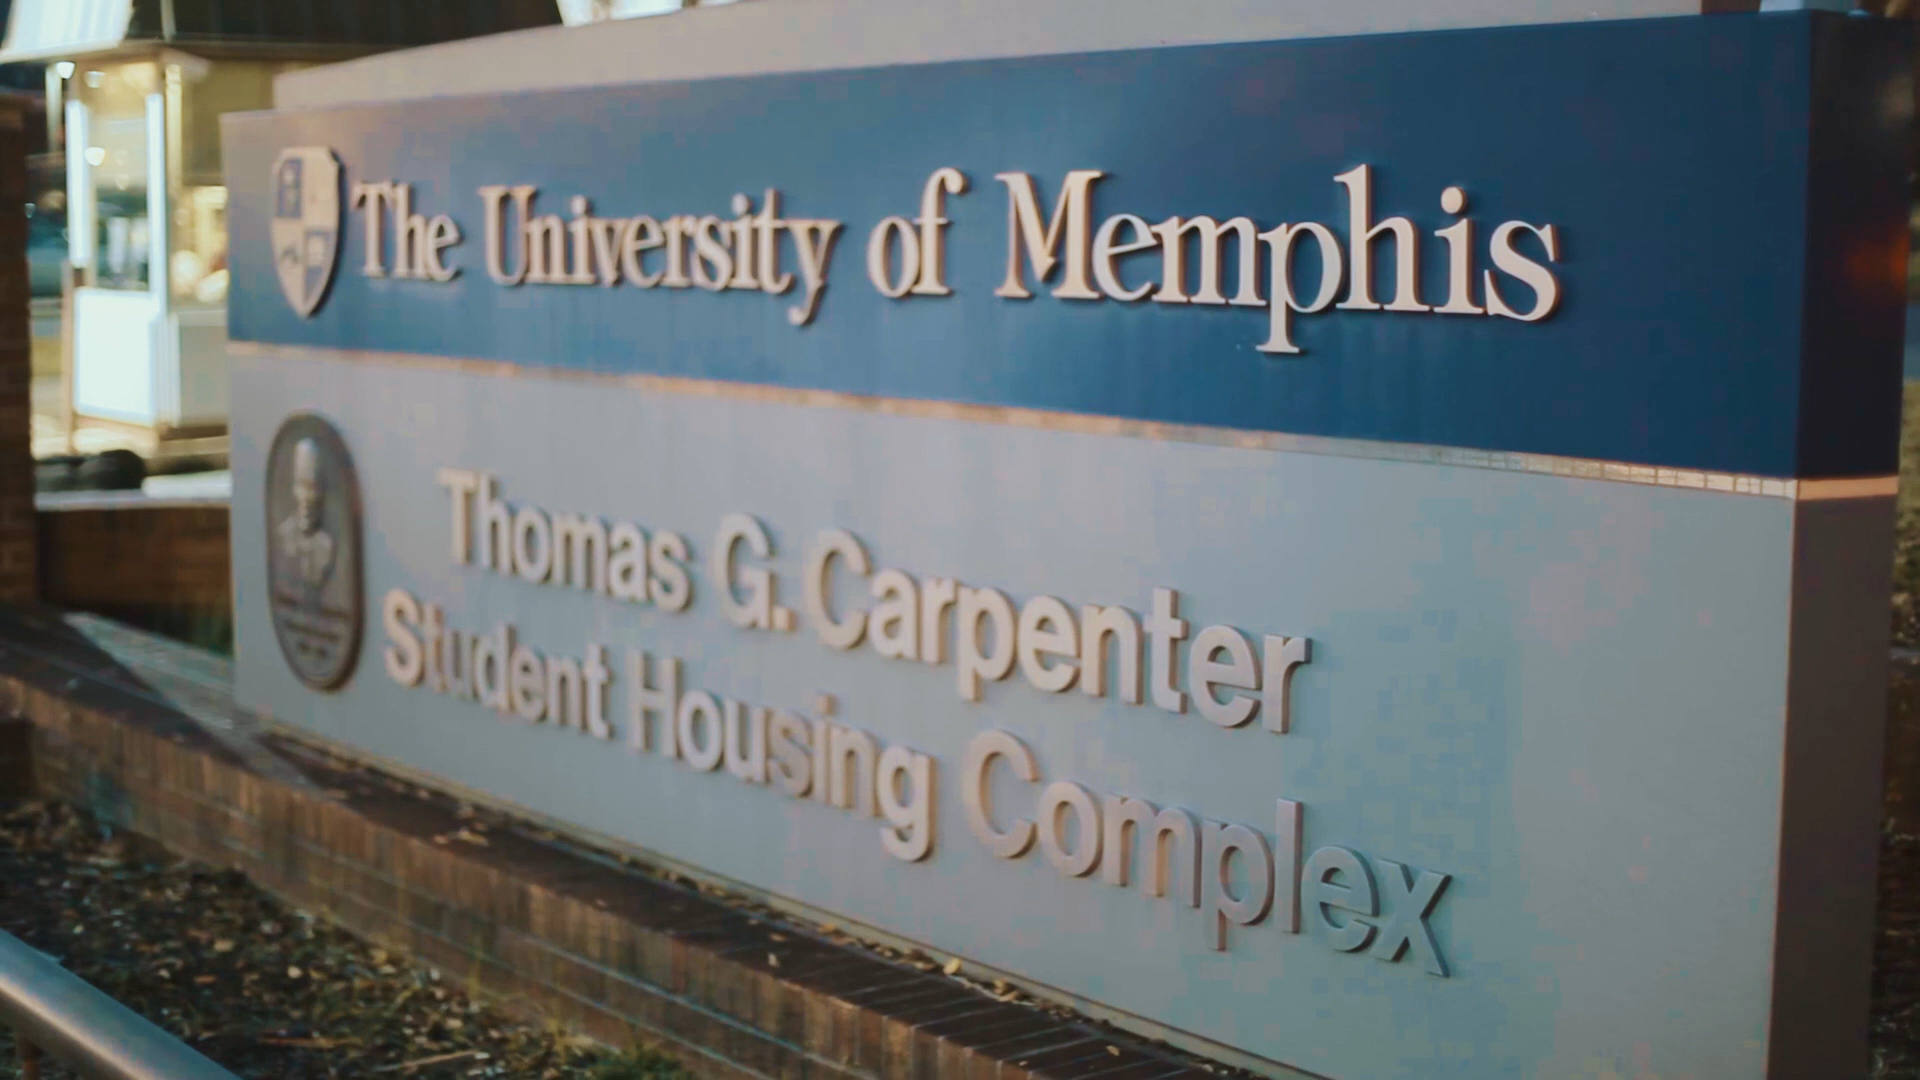 The University of Memphis
Thomas G. Carpenter
Student Housing Complex